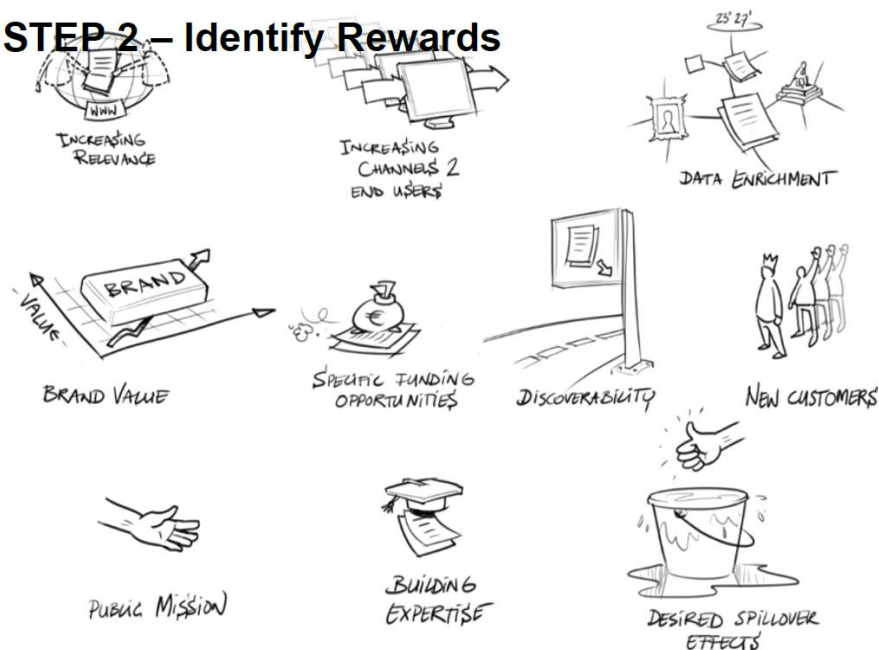 STEP 2 – Identify Rewards
WWW
INCREASING
RELEVANCE
INCREASING
CHANNELS 2
END USERS
23° 27'
DATA ENRICHMENT
BRAND
VALUE
BRAND VALUE
€
SPECIFIC FUNDING
OPPORTUNITIES
DISCOVERABILITY
NEW CUSTOMERS
PUBLIC MISSION
BUILDING
EXPERTISE
DESIRED SPILLOVER
EFFECTS